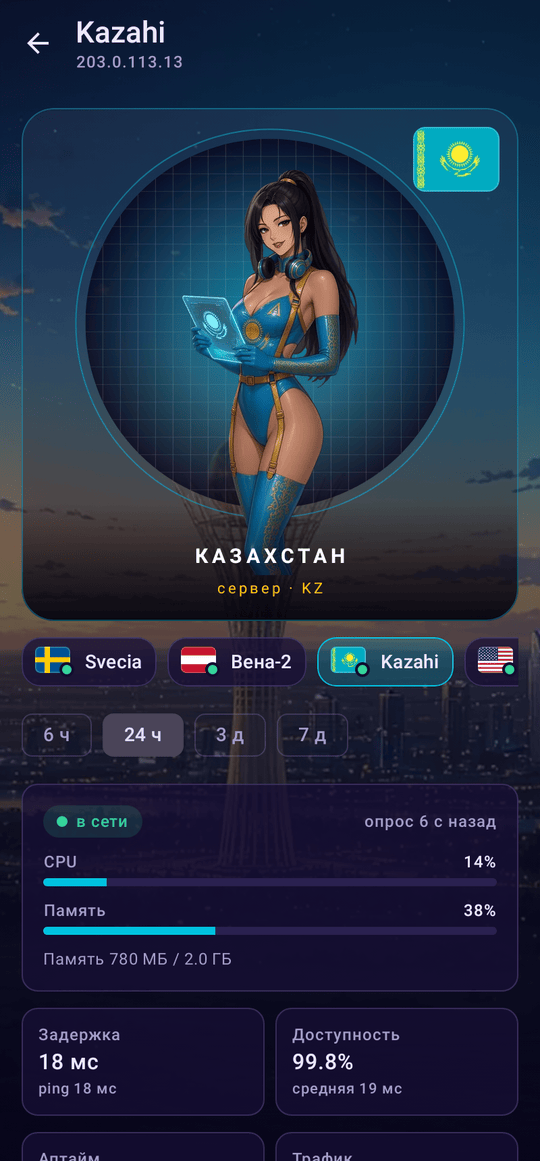 Kazahi
203.0.113.13
КАЗАХСТАН
сервер · KZ
Svecia
Вена-2
Kazahi
6 ч
24 ч
3 д
7 д
в сети
опрос 6 с назад
CPU
14%
Память
38%
Память 780 МБ / 2.0 ГБ
Задержка
Доступность
18 мс
99.8%
ping 18 мс
средняя 19 мс
Аптайм
Трафик